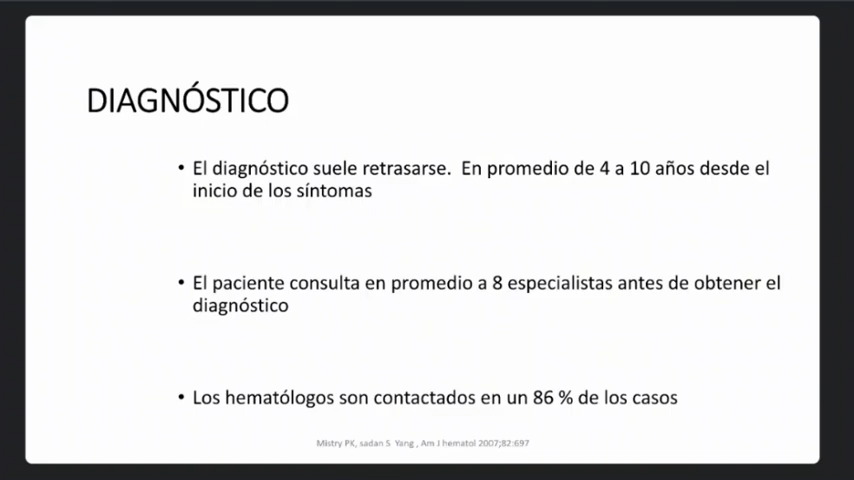 DIAGNÓSTICO
• El diagnóstico suele retrasarse.  En promedio de 4 a 10 años desde el
inicio de los síntomas
• El paciente consulta en promedio a 8 especialistas antes de obtener el
diagnóstico
• Los hematólogos son contactados en un 86 % de los casos
Mistry PK, sadan S  Yang , Am J hematol 2007;82:697